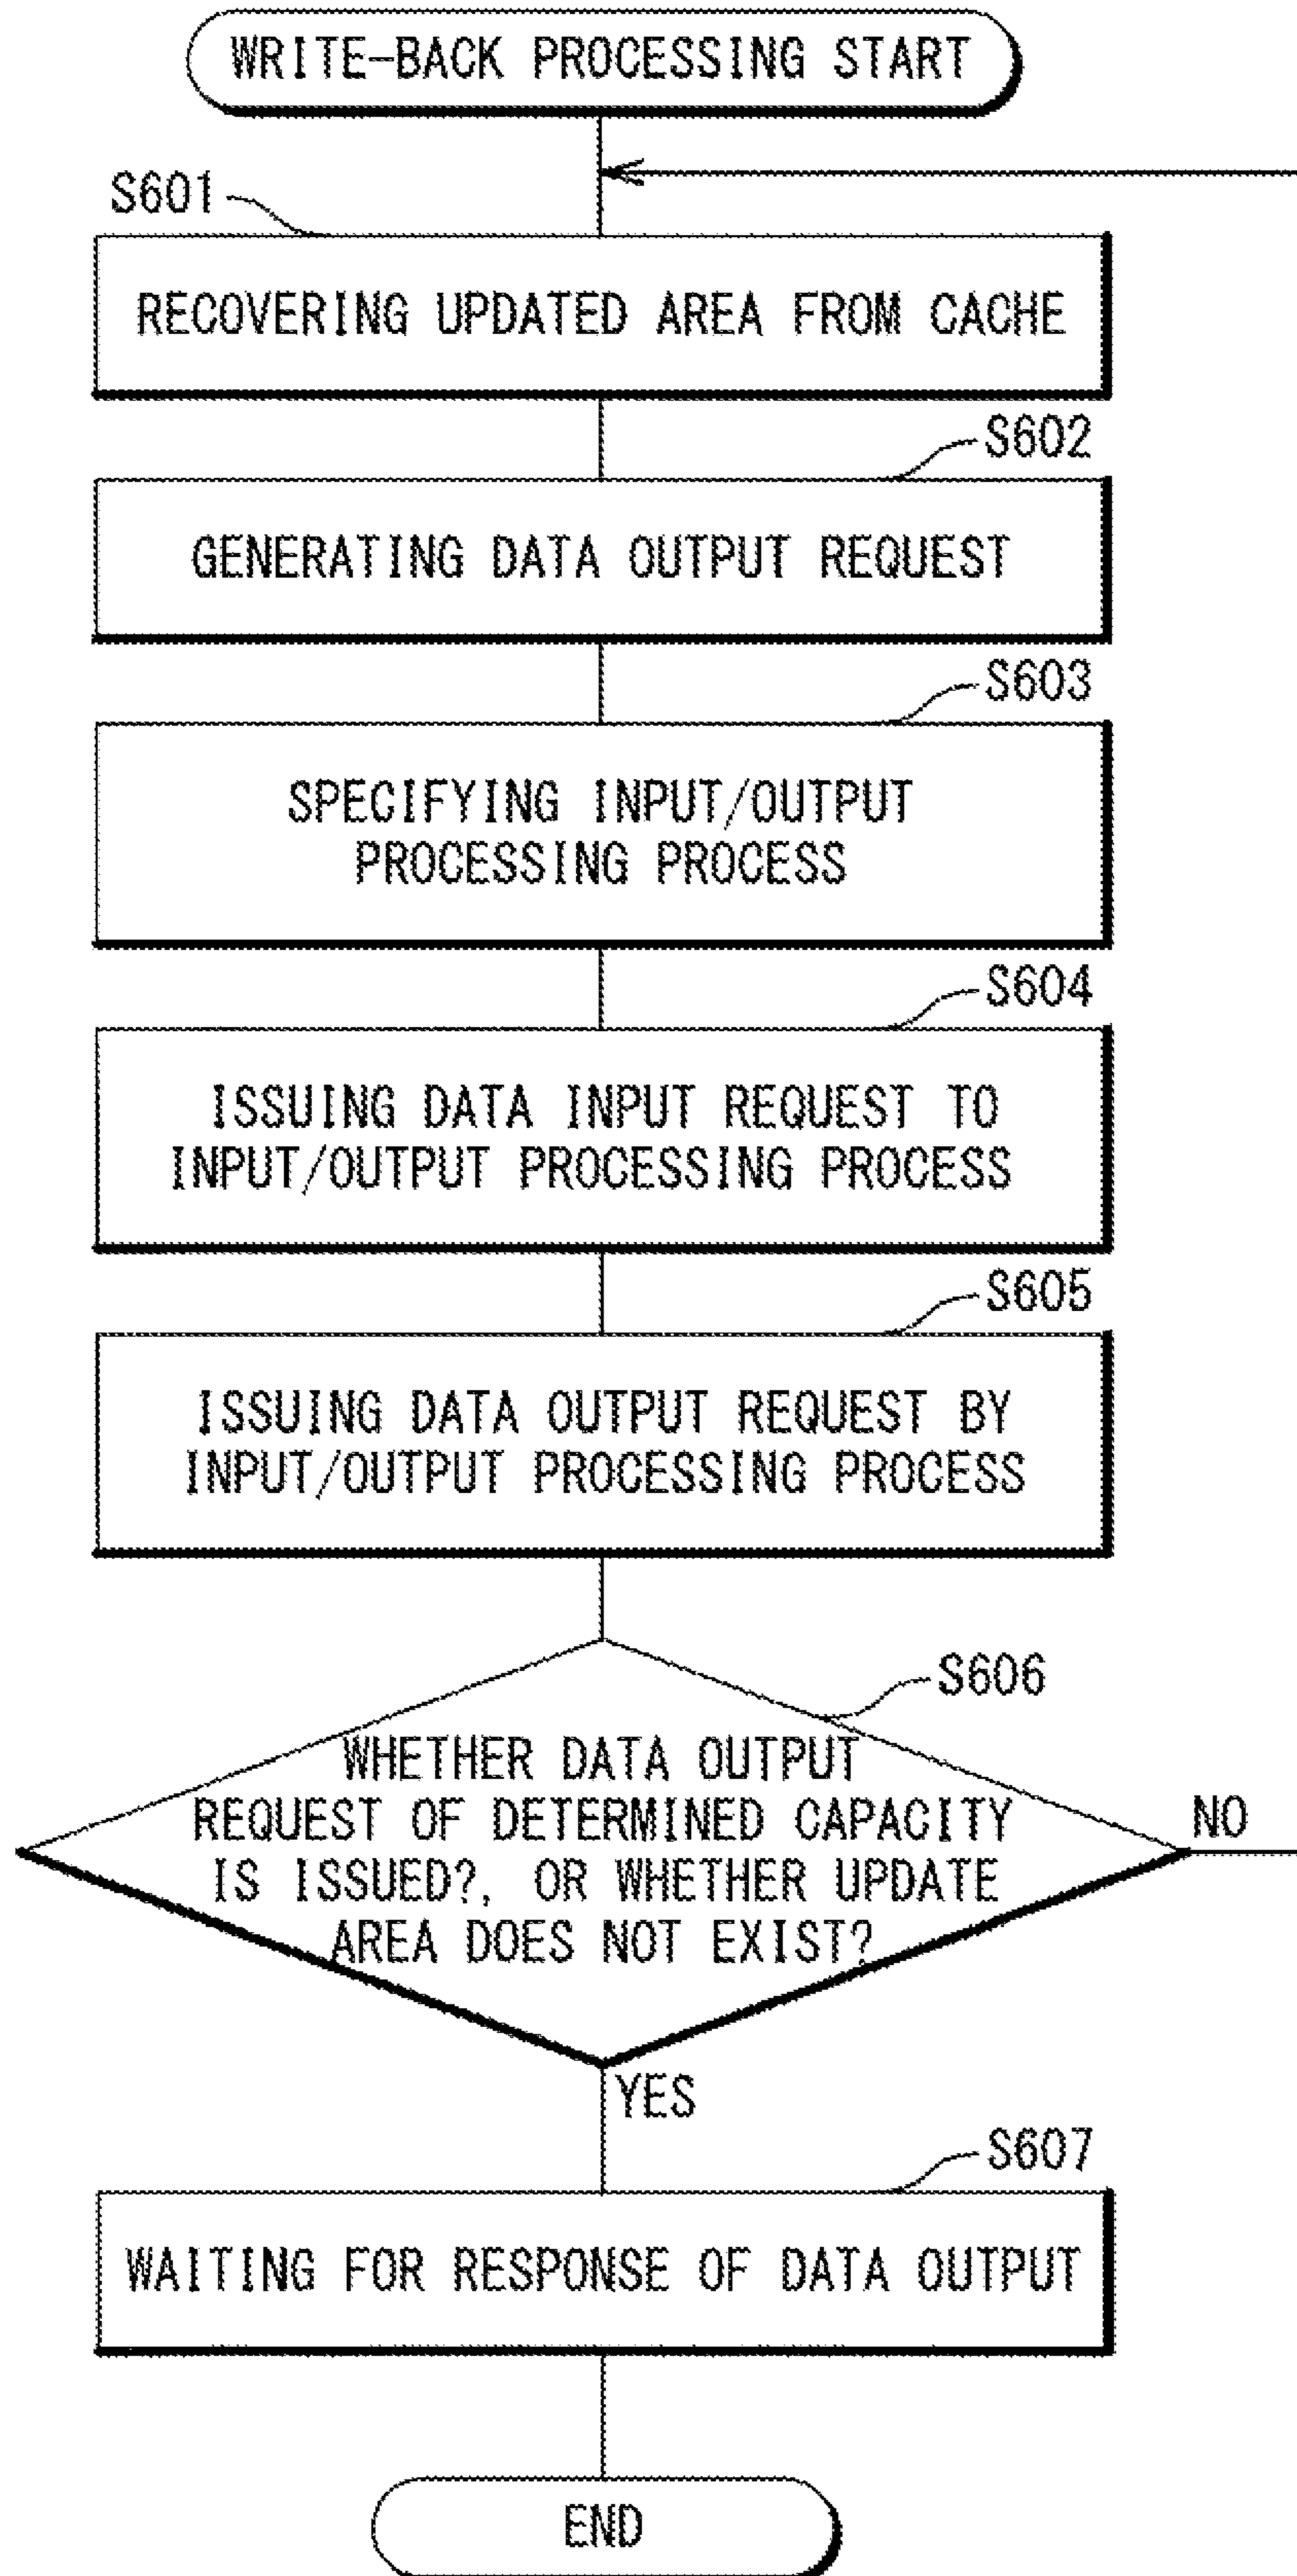 WRITE-BACK PROCESSING START
S601
RECOVERING UPDATED AREA FROM CACHE
S602
GENERATING DATA OUTPUT REQUEST
S603
SPECIFYING INPUT/OUTPUT
PROCESSING PROCESS
S604
ISSUING DATA INPUT REQUEST TO
INPUT/OUTPUT PROCESSING PROCESS
S605
ISSUING DATA OUTPUT REQUEST BY
INPUT/OUTPUT PROCESSING PROCESS
S606
WHETHER DATA OUTPUT
REQUEST OF DETERMINED CAPACITY
IS ISSUED?, OR WHETHER UPDATE
AREA DOES NOT EXIST?
NO
YES
S607
WAITING FOR RESPONSE OF DATA OUTPUT
END